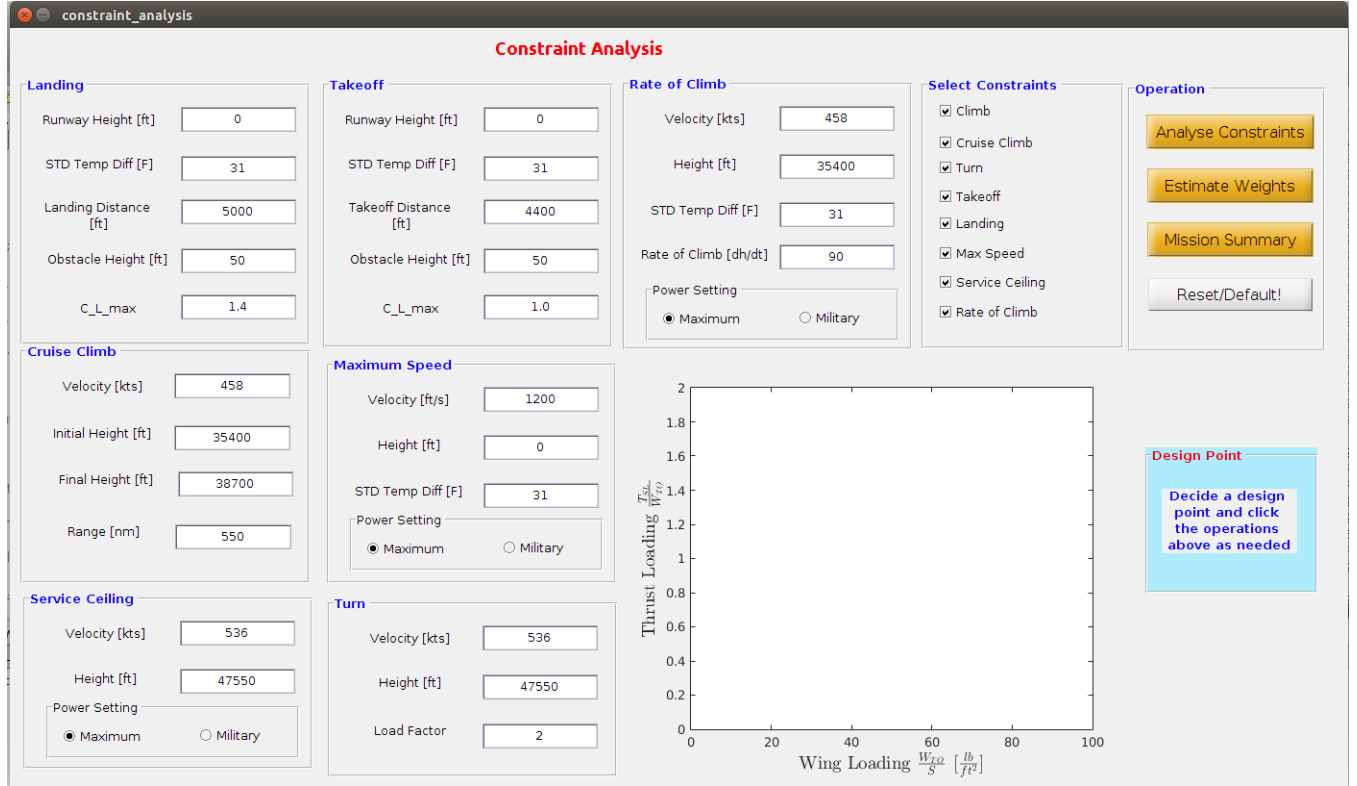 constraint_analysis
Constraint Analysis
Landing
Runway Height [ft] 0
STD Temp Diff [F] 31
Landing Distance
[ft] 5000
Obstacle Height [ft] 50
C_L_max 1.4
Takeoff
Runway Height [ft] 0
STD Temp Diff [F] 31
Takeoff Distance
[ft] 4400
Obstacle Height [ft] 50
C_L_max 1.0
Rate of Climb
Velocity [kts] 458
Height [ft] 35400
STD Temp Diff [F] 31
Rate of Climb [dh/dt] 90
Power Setting
Maximum Military
Select Constraints
Climb
Cruise Climb
Turn
Takeoff
Landing
Max Speed
Service Ceiling
Rate of Climb
Operation
Analyse Constraints
Estimate Weights
Mission Summary
Reset/Default!
Cruise Climb
Velocity [kts] 458
Initial Height [ft] 35400
Final Height [ft] 38700
Range [nm] 550
Maximum Speed
Velocity [ft/s] 1200
Height [ft] 0
STD Temp Diff [F] 31
Power Setting
Maximum Military
Service Ceiling
Velocity [kts] 536
Height [ft] 47550
Power Setting
Maximum Military
Turn
Velocity [kts] 536
Height [ft] 47550
Load Factor 2
Thrust Loading T_SL/W_TO
2
1.8
1.6
1.4
1.2
1
0.8
0.6
0.4
0.2
0
0 20 40 60 80 100
Wing Loading W_TO/S [lb/ft²]
Design Point
Decide a design
point and click
the operations
above as needed